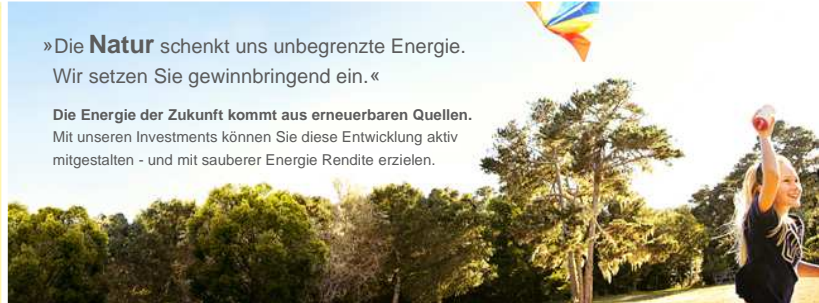 »Die Natur schenkt uns unbegrenzte Energie.
Wir setzen Sie gewinnbringend ein.«
Die Energie der Zukunft kommt aus erneuerbaren Quellen.
Mit unseren Investments können Sie diese Entwicklung aktiv
mitgestalten - und mit sauberer Energie Rendite erzielen.